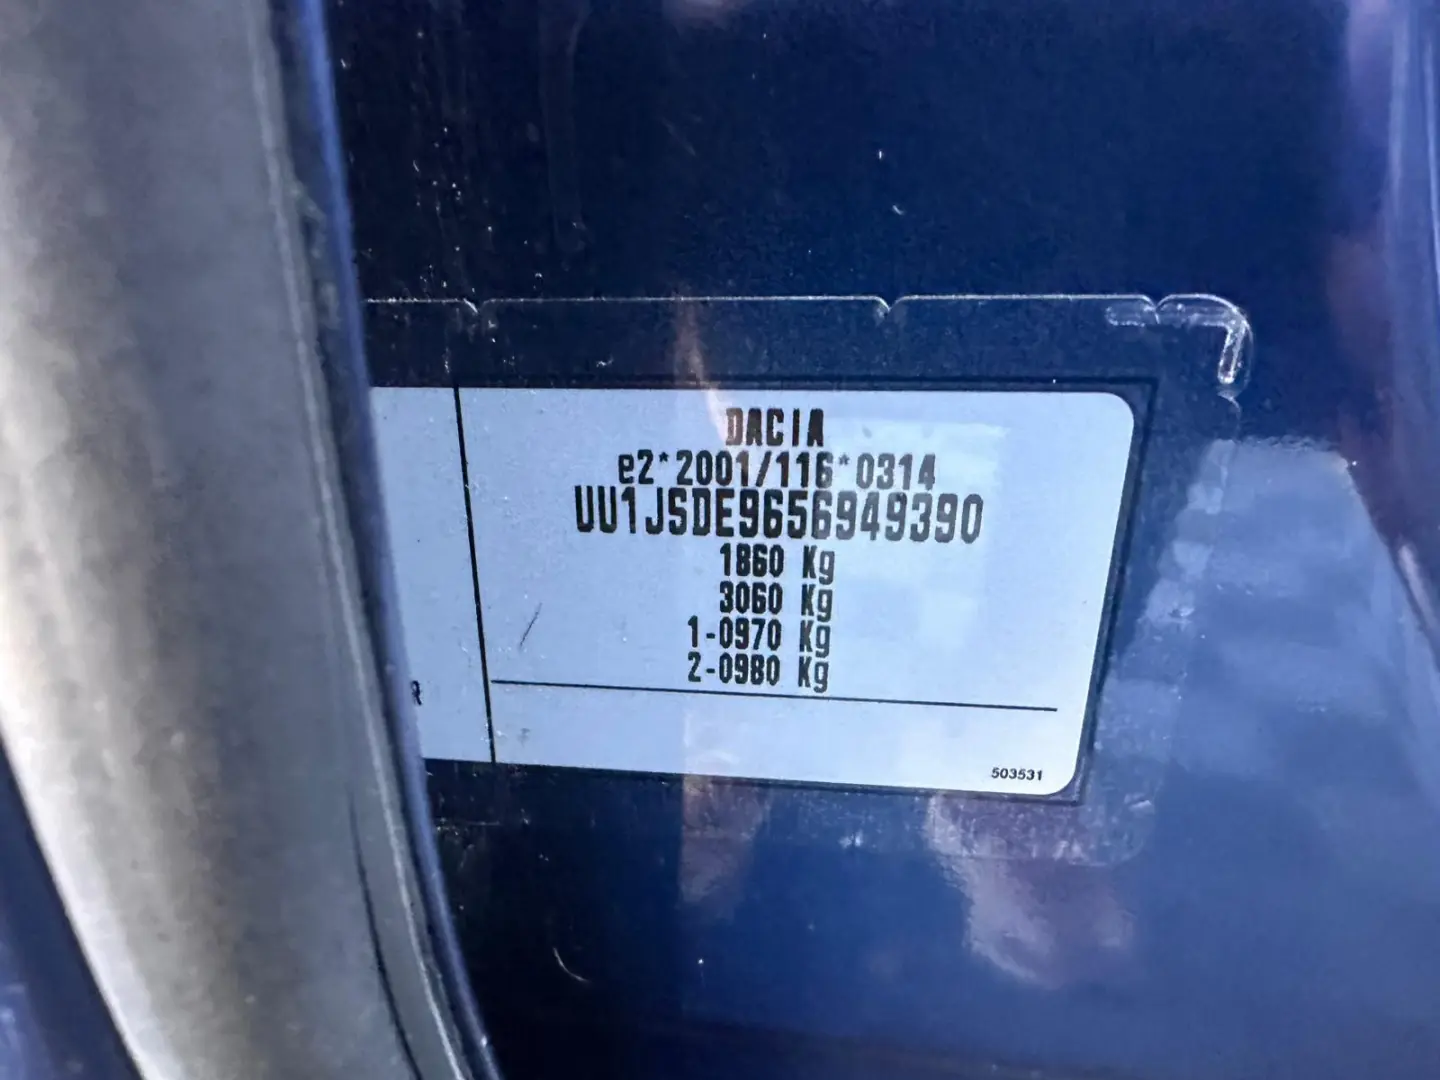 DACIA
e2*2001/116*0314
UU1JSDE9656949390
1860 Kg
3060 Kg
1-0970 Kg
2-0980 Kg
R
503531